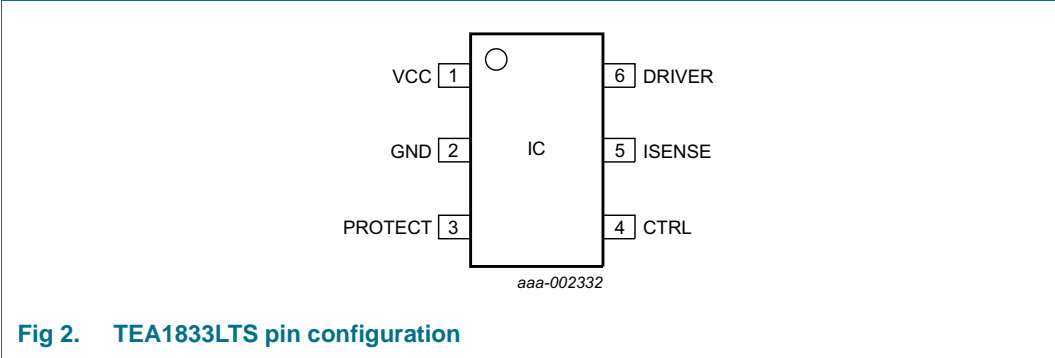 VCC 1 6 DRIVER
GND 2 IC 5 ISENSE
PROTECT 3 4 CTRL
aaa-002332
Fig 2. TEA1833LTS pin configuration